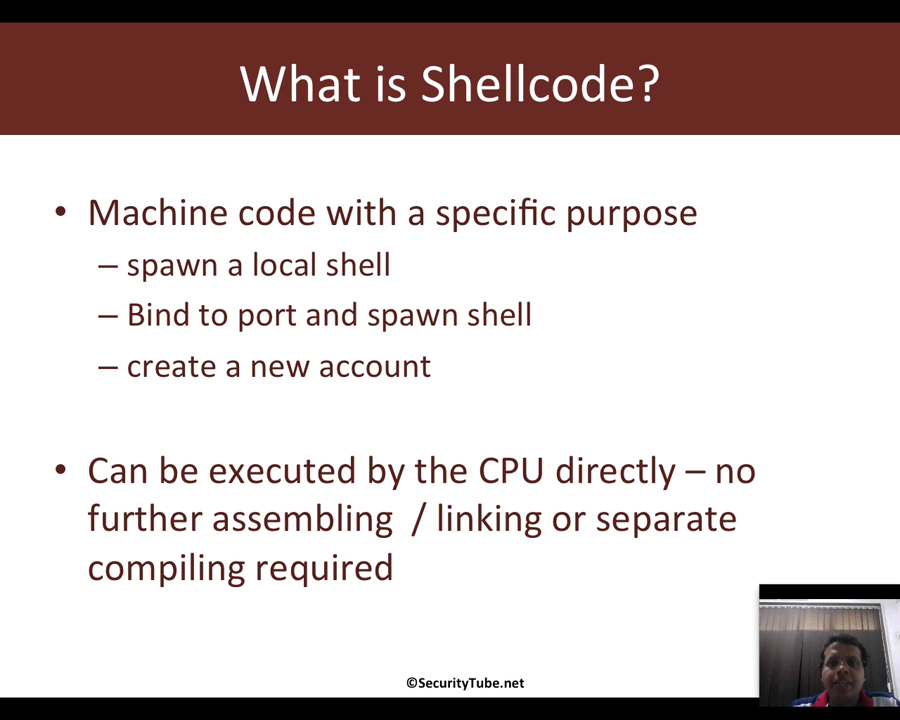 What is Shellcode?
• Machine code with a specific purpose
– spawn a local shell
– Bind to port and spawn shell
– create a new account
• Can be executed by the CPU directly – no
further assembling / linking or separate
compiling required
©SecurityTube.net